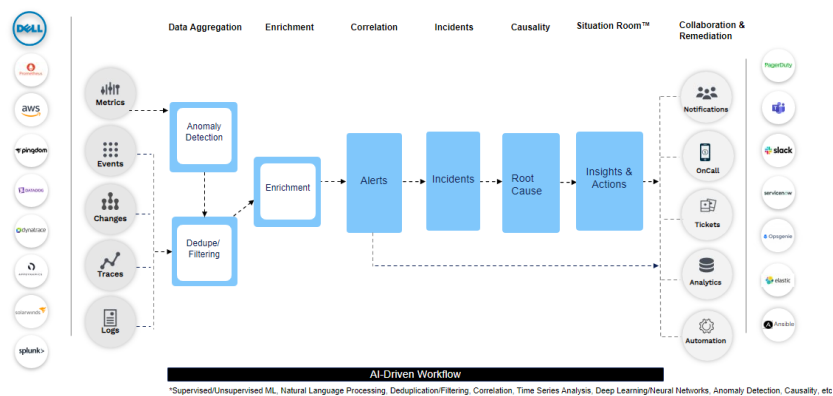 Data Aggregation
Enrichment
Correlation
Incidents
Causality
Situation Room™
Collaboration &
Remediation
DELL
Prometheus
aws
pingdom
DATADOG
dynatrace
solarwinds
splunk>
Metrics
Events
Changes
Traces
Logs
Anomaly
Detection
Dedupe/
Filtering
Enrichment
Alerts
Incidents
Root
Cause
Insights &
Actions
Notifications
OnCall
Tickets
Analytics
Automation
PagerDuty
slack
servicenow
Opsgenie
elastic
Ansible
AI-Driven Workflow
*Supervised/Unsupervised ML, Natural Language Processing, Deduplication/Filtering, Correlation, Time Series Analysis, Deep Learning/Neural Networks, Anomaly Detection, Causality, etc